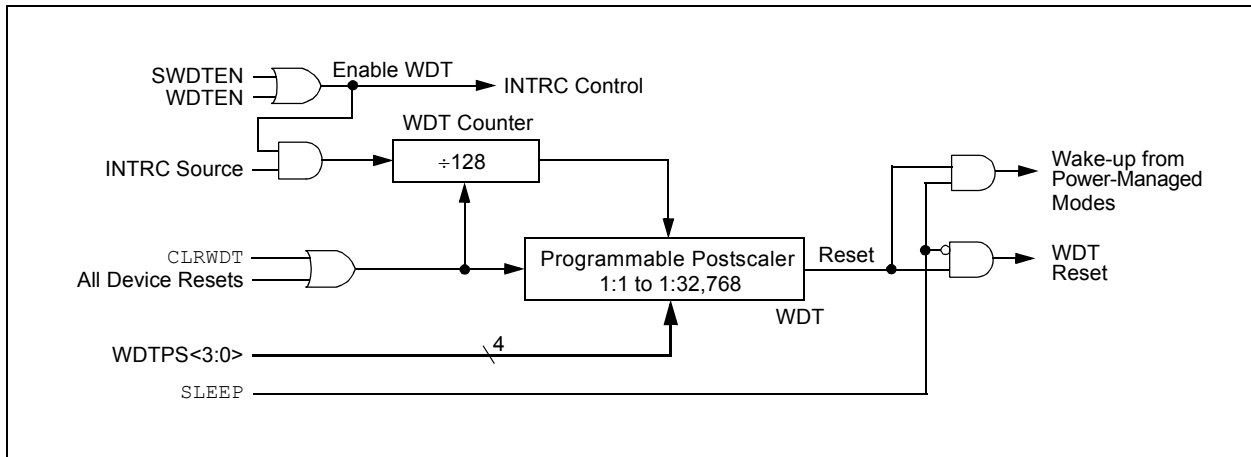 SWDTEN
WDTEN
Enable WDT
INTRC Control
WDT Counter
INTRC Source
÷128
Wake-up from
Power-Managed
Modes
CLRWDT
All Device Resets
Programmable Postscaler
1:1 to 1:32,768
Reset
WDT
Reset
WDT
4
WDTPS<3:0>
SLEEP